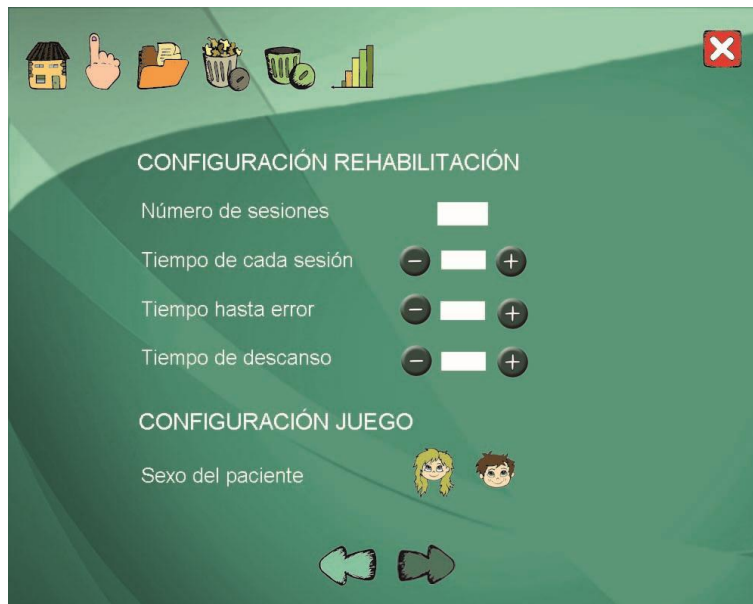 CONFIGURACIÓN REHABILITACIÓN
Número de sesiones
Tiempo de cada sesión
Tiempo hasta error
Tiempo de descanso
CONFIGURACIÓN JUEGO
Sexo del paciente